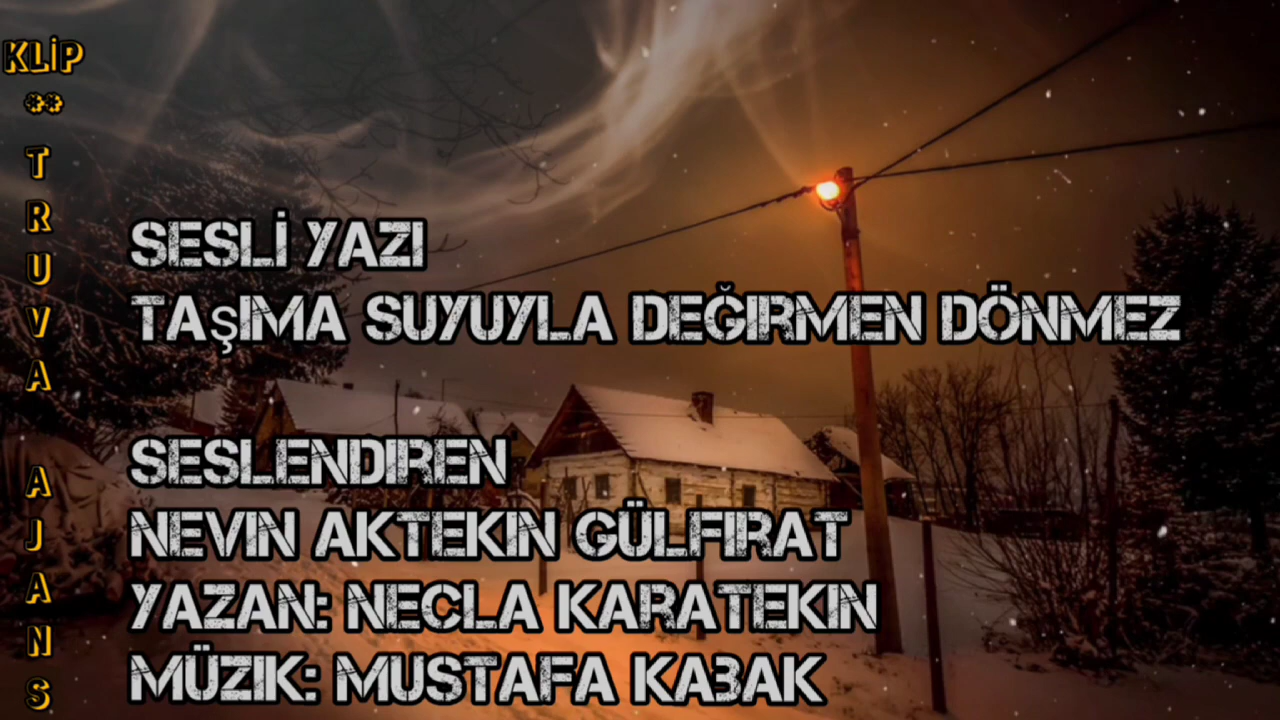 KLİP
**
TRUVA
AJANS
SESLİ YAZI
TAŞIMA SUYUYLA DEĞIRMEN DÖNMEZ
SESLENDIREN
NEVIN AKTEKIN GÜLFIRAT
YAZAN: NECLA KARATEKIN
MÜZIK: MUSTAFA KABAK